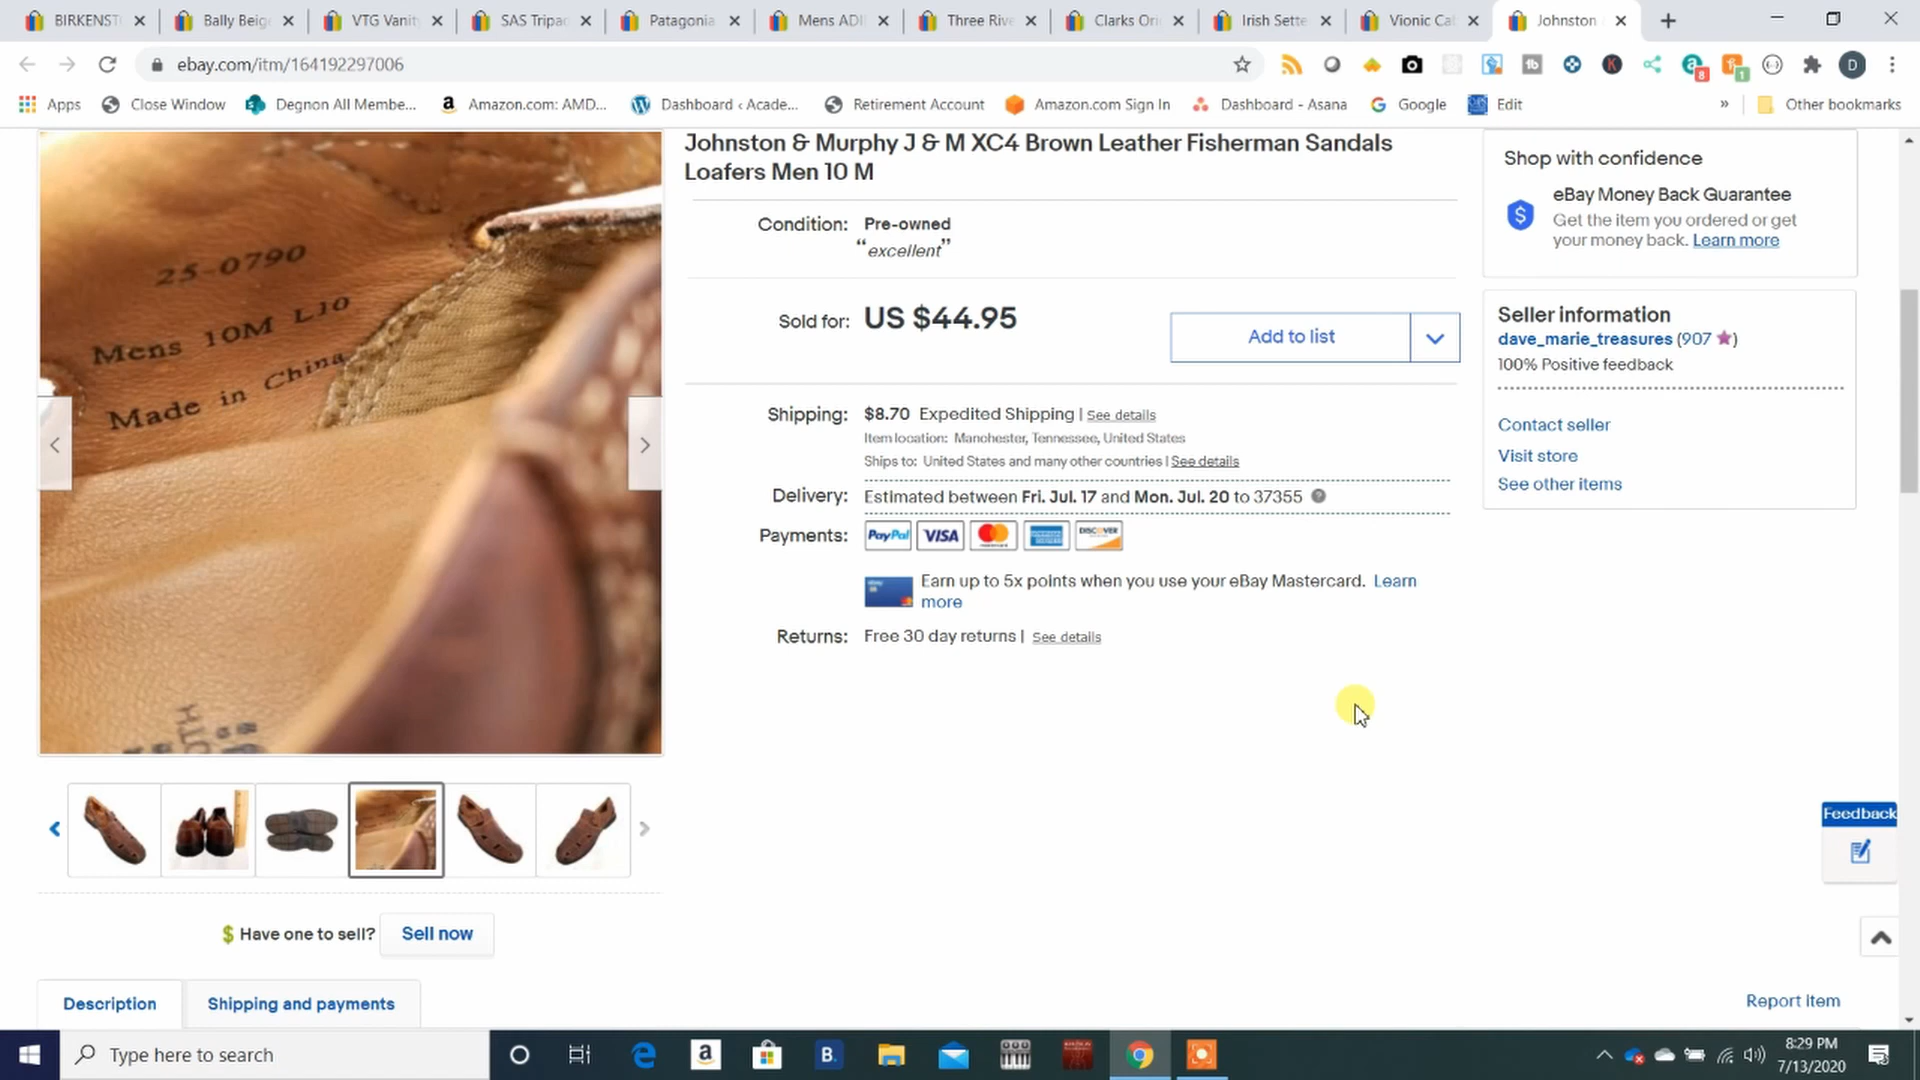 BIRKENST
Bally Beig
VTG Vanit
SAS Tripa
Patagonia
Mens ADI
Three Rive
Clarks Ori
Irish Sette
Vionic Ca
Johnston
ebay.com/itm/164192297006
8
1
D
Apps
Close Window
Degnon All Membe...
Amazon.com: AMD...
Dashboard ‹ Acade...
Retirement Account
Amazon.com Sign In
Dashboard - Asana
Google
Edit
»
Other bookmarks
25-0790
Mens 10M L10
Made in China
Johnston & Murphy J & M XC4 Brown Leather Fisherman Sandals
Loafers Men 10 M
Condition: Pre-owned
“excellent”
Sold for: US $44.95
Add to list
Shipping: $8.70 Expedited Shipping | See details
Item location: Manchester, Tennessee, United States
Ships to: United States and many other countries | See details
Delivery: Estimated between Fri. Jul. 17 and Mon. Jul. 20 to 37355
Payments: PayPal VISA mastercard DISCOVER
Earn up to 5x points when you use your eBay Mastercard. Learn
more
Returns: Free 30 day returns | See details
Shop with confidence
eBay Money Back Guarantee
Get the item you ordered or get
your money back. Learn more
Seller information
dave_marie_treasures (907)
100% Positive feedback
Contact seller
Visit store
See other items
Feedback
$ Have one to sell? Sell now
Description
Shipping and payments
Report item
Type here to search
B.
8:29 PM
7/13/2020